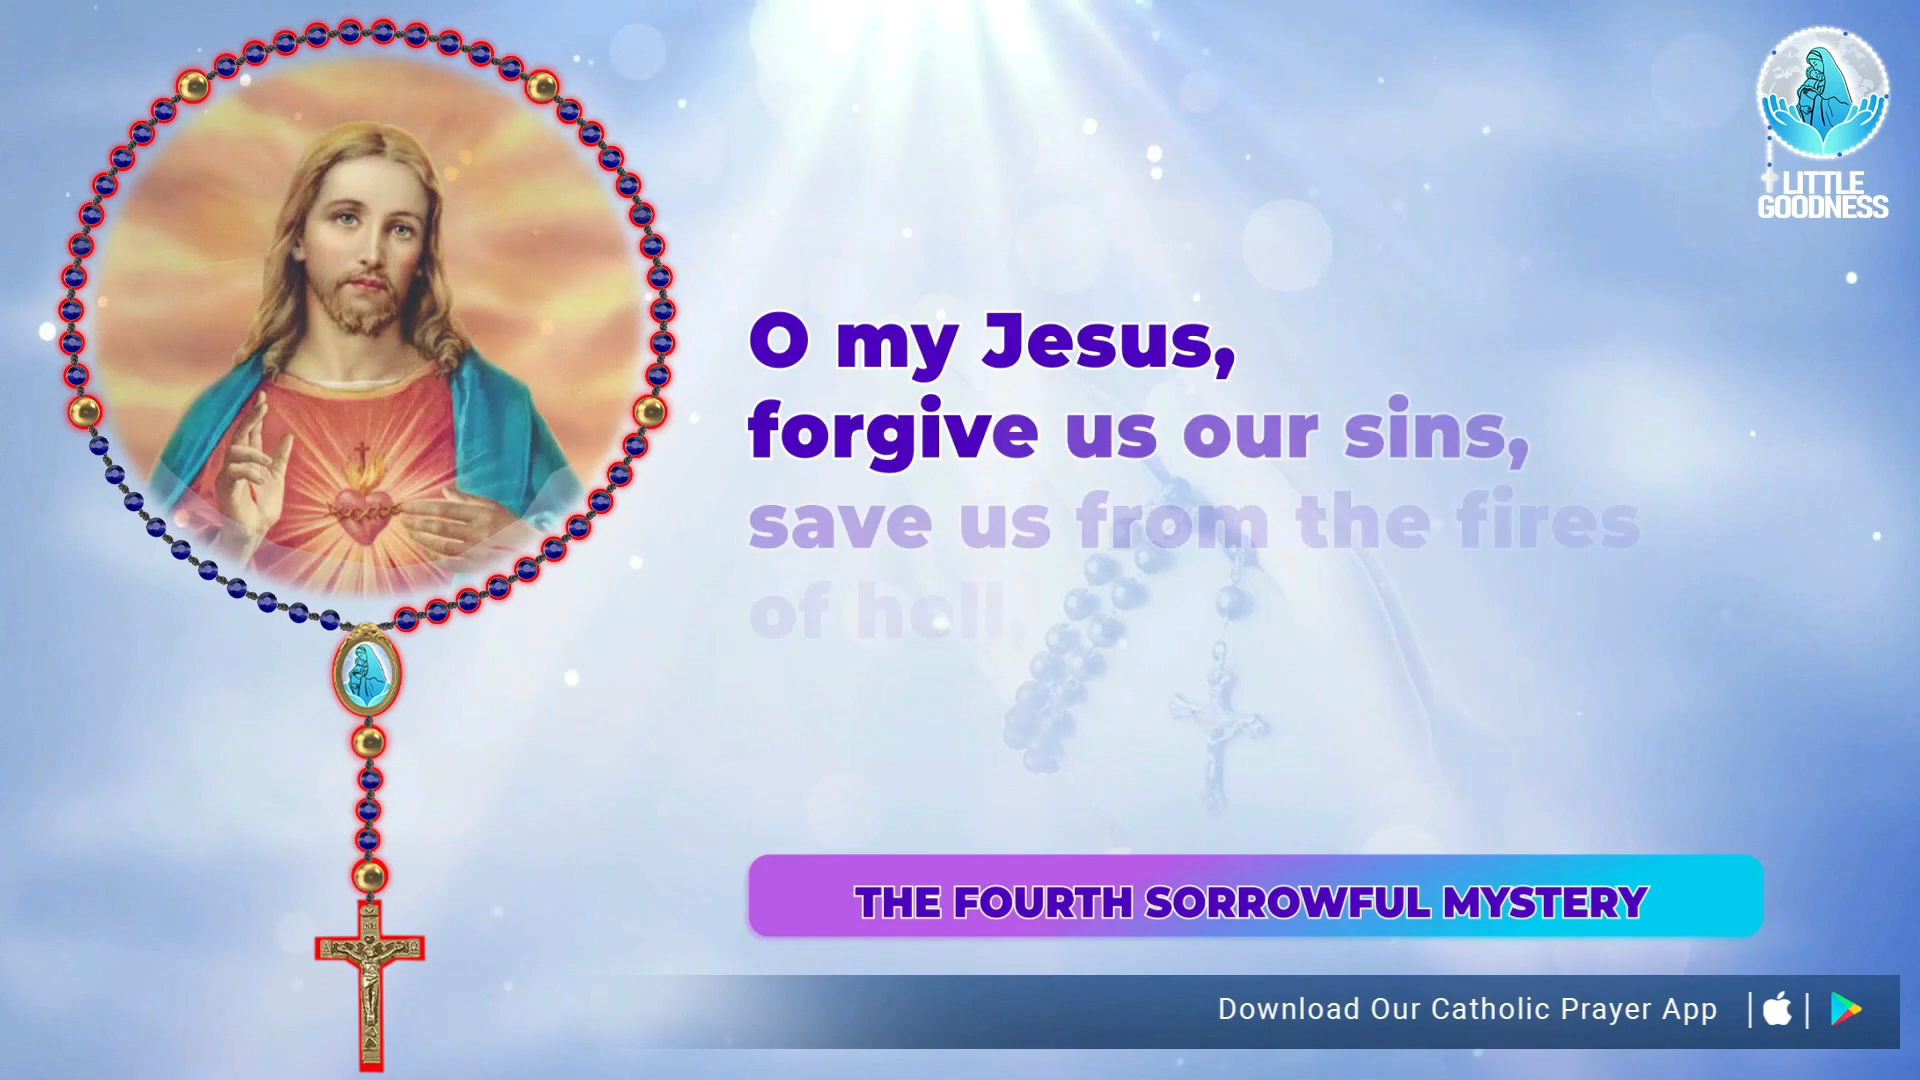 LITTLE
GOODNESS
O my Jesus,
forgive us our sins,
save us from the fires
of hell,
THE FOURTH SORROWFUL MYSTERY
Download Our Catholic Prayer App